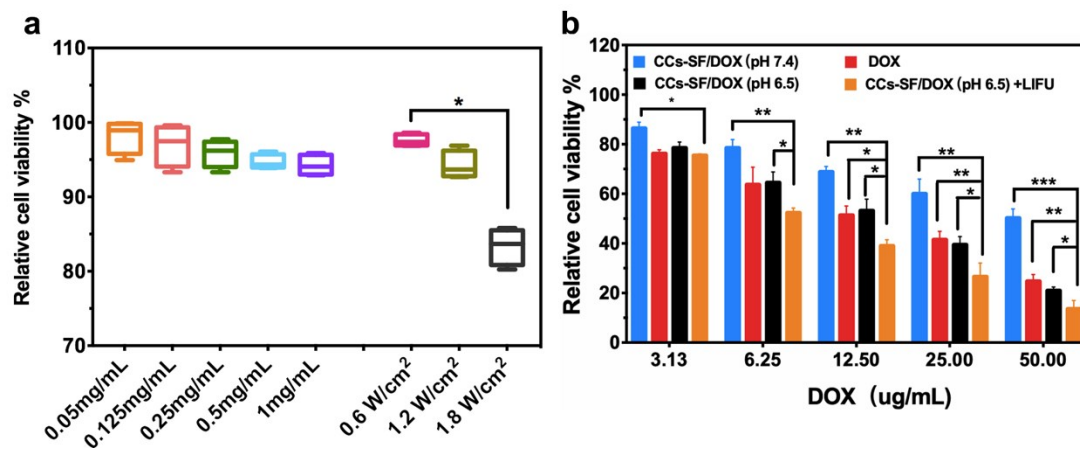 a
Relative cell viability %
110
100
90
80
70
*
0.05mg/mL
0.125mg/mL
0.25mg/mL
0.5mg/mL
1mg/mL
0.6 W/cm²
1.2 W/cm²
1.8 W/cm²
b
Relative cell viability %
120
100
80
60
40
20
0
CCs-SF/DOX (pH 7.4)
DOX
CCs-SF/DOX (pH 6.5)
CCs-SF/DOX (pH 6.5) +LIFU
*
**
*
**
*
*
**
**
*
***
**
*
3.13
6.25
12.50
25.00
50.00
DOX (ug/mL)